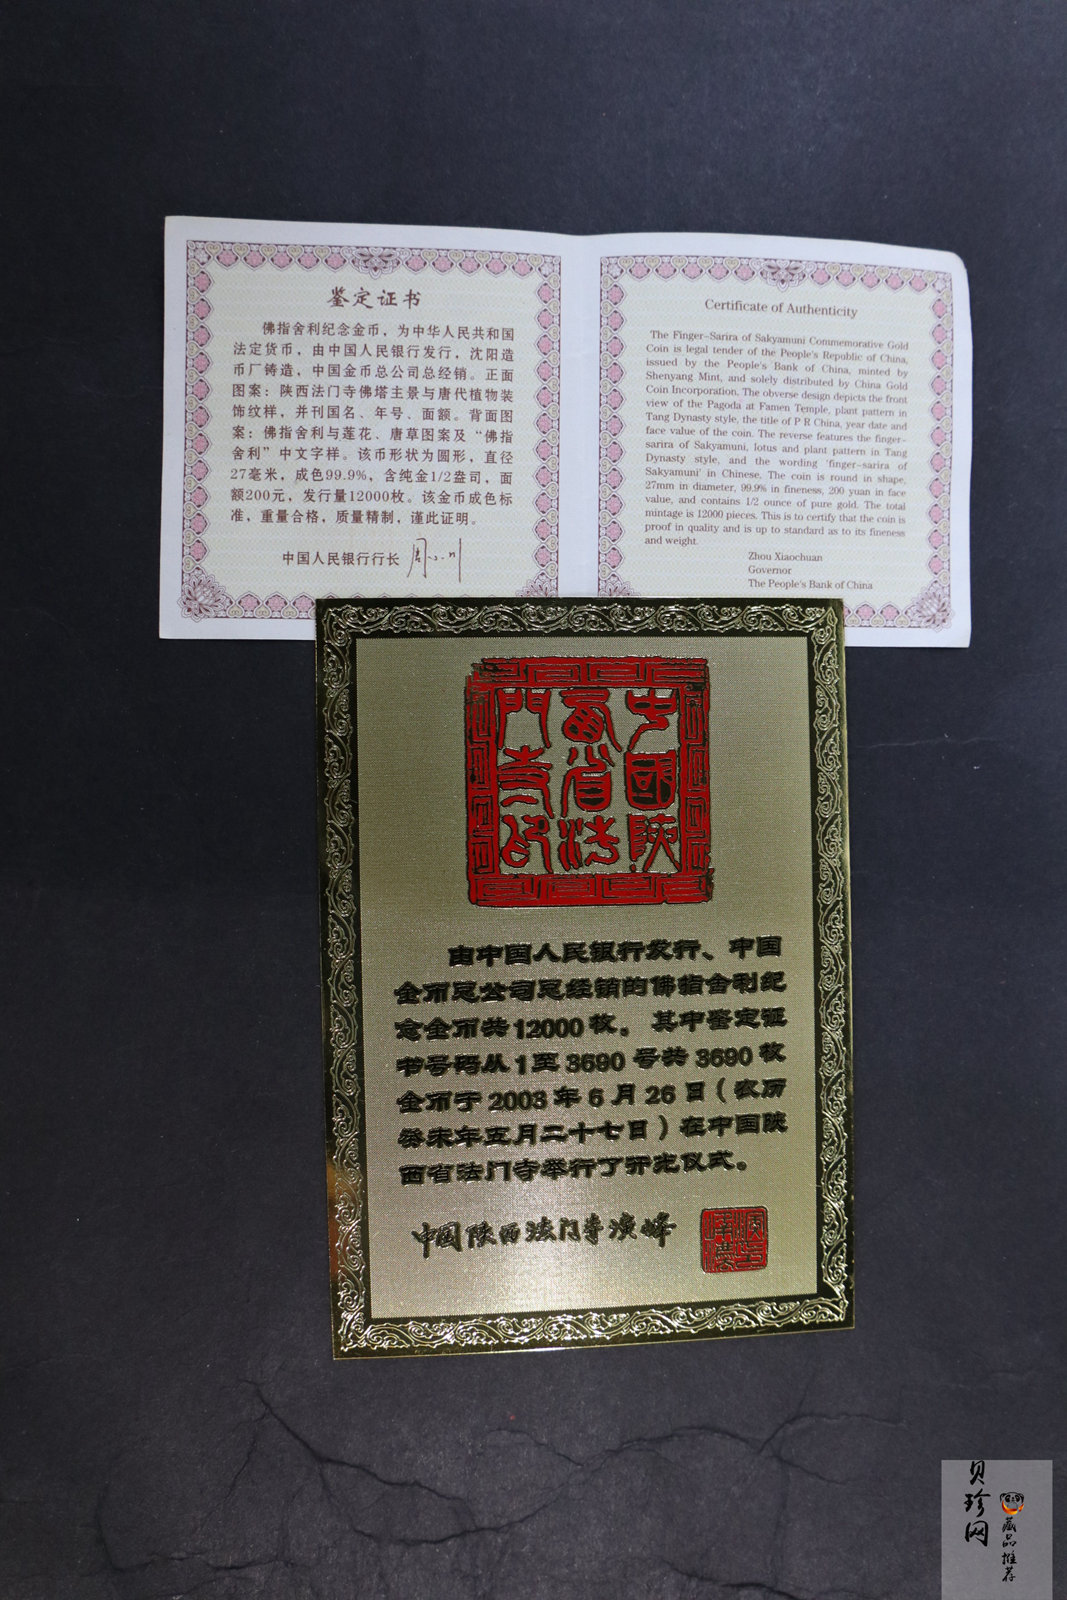 鉴定证书
佛指舍利纪念金币，为中华人民共和国
法定货币，由中国人民银行发行，沈阳造
币厂铸造，中国金币总公司总经销。正面
图案：陕西法门寺佛塔主景与唐代植物装
饰纹样，并刊国名、年号、面额。背面图
案：佛指舍利与莲花、唐草图案及“佛指
舍利”中文字样。该币形状为圆形，直径
27毫米，成色99.9%，含纯金1/2盎司，面
额200元，发行量12000枚。该金币成色标
准，重量合格，质量精制，谨此证明。
中国人民银行行长
Certificate of Authenticity
The Finger-Sarira of Sakyamuni Commemorative Gold
Coin is legal tender of the People's Republic of China,
issued by the People's Bank of China, minted by
Shenyang Mint, and solely distributed by China Gold
Coin Incorporation. The obverse design depicts the front
view of the Pagoda at Famen Temple, plant pattern in
Tang Dynasty style, the title of P R China, year date and
face value of the coin. The reverse features the finger-
sarira of Sakyamuni, lotus and plant pattern in Tang
Dynasty style, and the wording 'finger-sarira of
Sakyamuni' in Chinese. The coin is round in shape,
27mm in diameter, 99.9% in fineness, 200 yuan in face
value, and contains 1/2 ounce of pure gold. The total
mintage is 12000 pieces. This is to certify that the coin is
proof in quality and is up to standard as to its fineness
and weight.
Zhou Xiaochuan
Governor
The People's Bank of China
中國陝
西省法
門寺印
由中国人民银行发行、中国
金币总公司总经销的佛指舍利纪
念金币共12000枚。其中鉴定证
书号码从1至3690号共3690枚
金币于2003年6月26日（农历
癸未年五月二十七日）在中国陕
西省法门寺举行了开光仪式。
中国陕西法门寺
贝珍网
藏品推荐